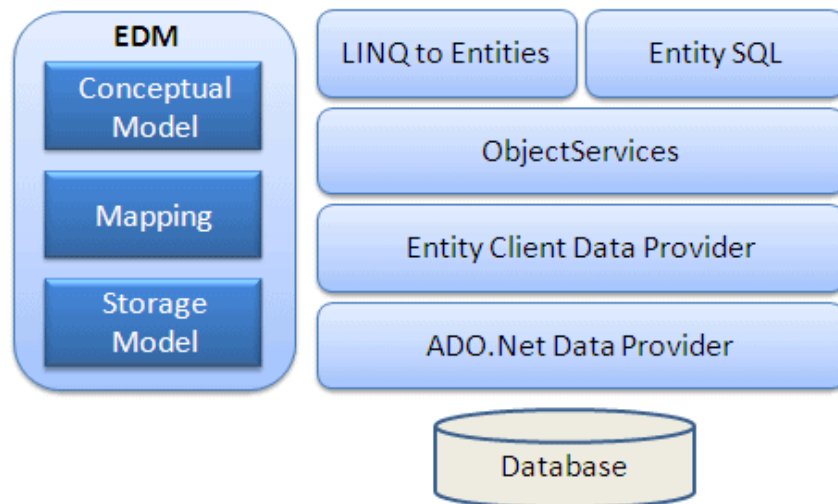 EDM
Conceptual
Model
Mapping
Storage
Model
LINQ to Entities
Entity SQL
ObjectServices
Entity Client Data Provider
ADO.Net Data Provider
Database